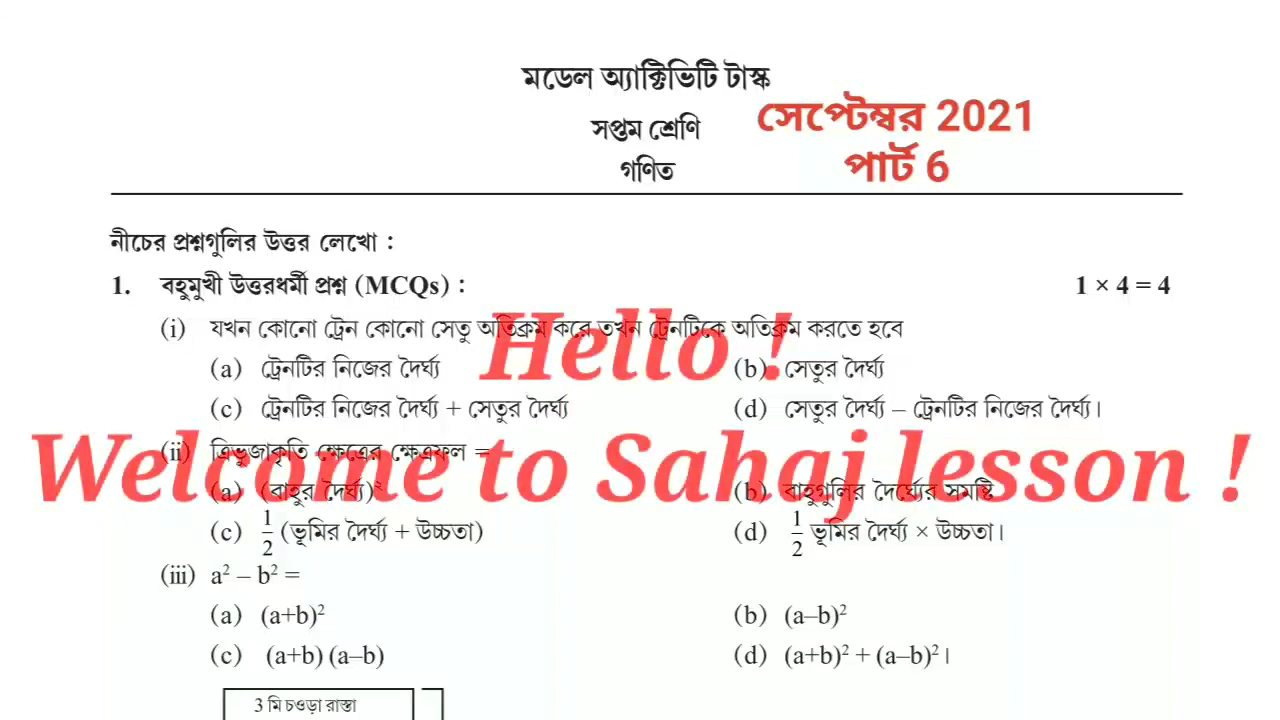 মডেল অ্যাক্টিভিটি টাস্ক
সপ্তম শ্রেণি
সেপ্টেম্বর 2021
গণিত
পার্ট 6
নীচের প্রশ্নগুলির উত্তর লেখো :
1. বহুমুখী উত্তরধর্মী প্রশ্ন (MCQs) : 1 × 4 = 4
(i) যখন কোনো ট্রেন কোনো সেতু অতিক্রম করে তখন ট্রেনটিকে অতিক্রম করতে হবে
Hello !
(a) ট্রেনটির নিজের দৈর্ঘ্য (b) সেতুর দৈর্ঘ্য
(c) ট্রেনটির নিজের দৈর্ঘ্য + সেতুর দৈর্ঘ্য (d) সেতুর দৈর্ঘ্য – ট্রেনটির নিজের দৈর্ঘ্য।
(ii) ত্রিভুজাকৃতি ক্ষেত্রের ক্ষেত্রফল =
Welcome to Sahaj lesson !
(a) (বাহুর দৈর্ঘ্য)² (b) বাহুগুলির দৈর্ঘ্যের সমষ্টি
(c) 1/2 (ভূমির দৈর্ঘ্য + উচ্চতা) (d) 1/2 ভূমির দৈর্ঘ্য × উচ্চতা।
(iii) a² – b² =
(a) (a+b)² (b) (a–b)²
(c) (a+b) (a–b) (d) (a+b)² + (a–b)²।
3 মি চওড়া রাস্তা